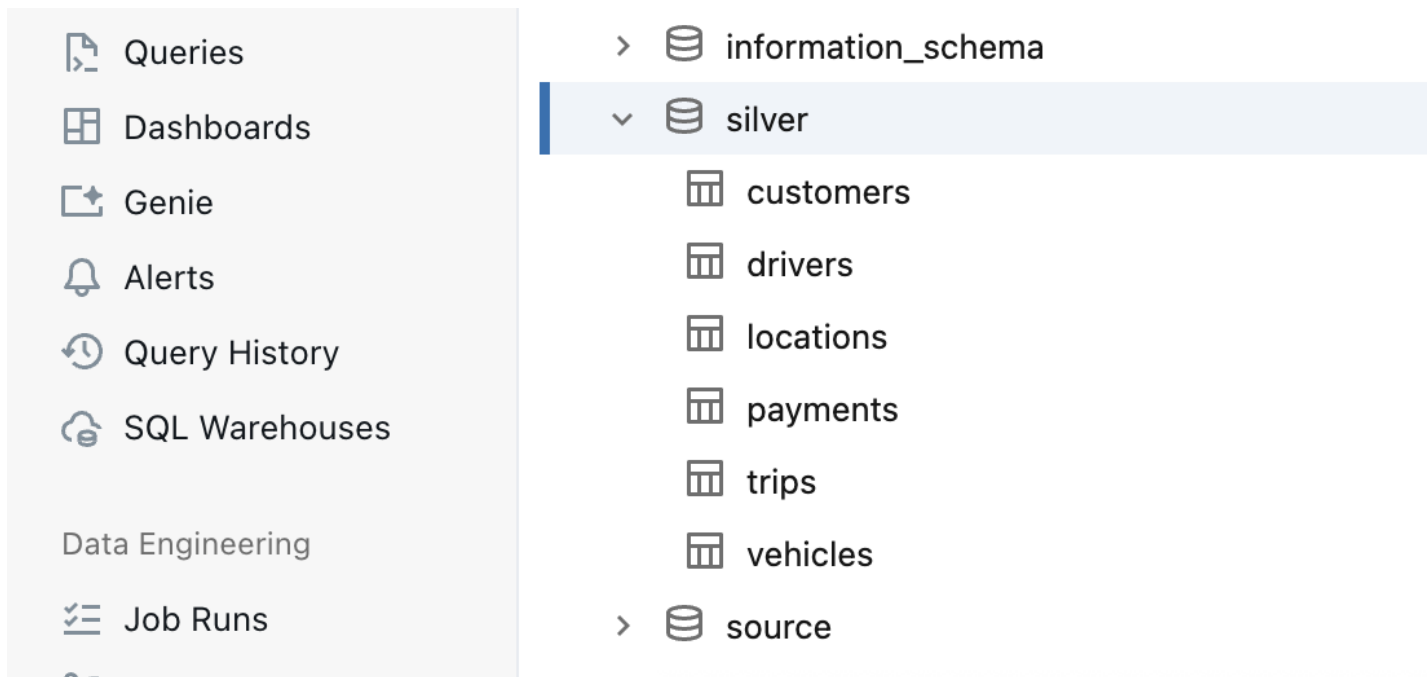 Queries
Dashboards
Genie
Alerts
Query History
SQL Warehouses
Data Engineering
Job Runs
information_schema
silver
customers
drivers
locations
payments
trips
vehicles
source